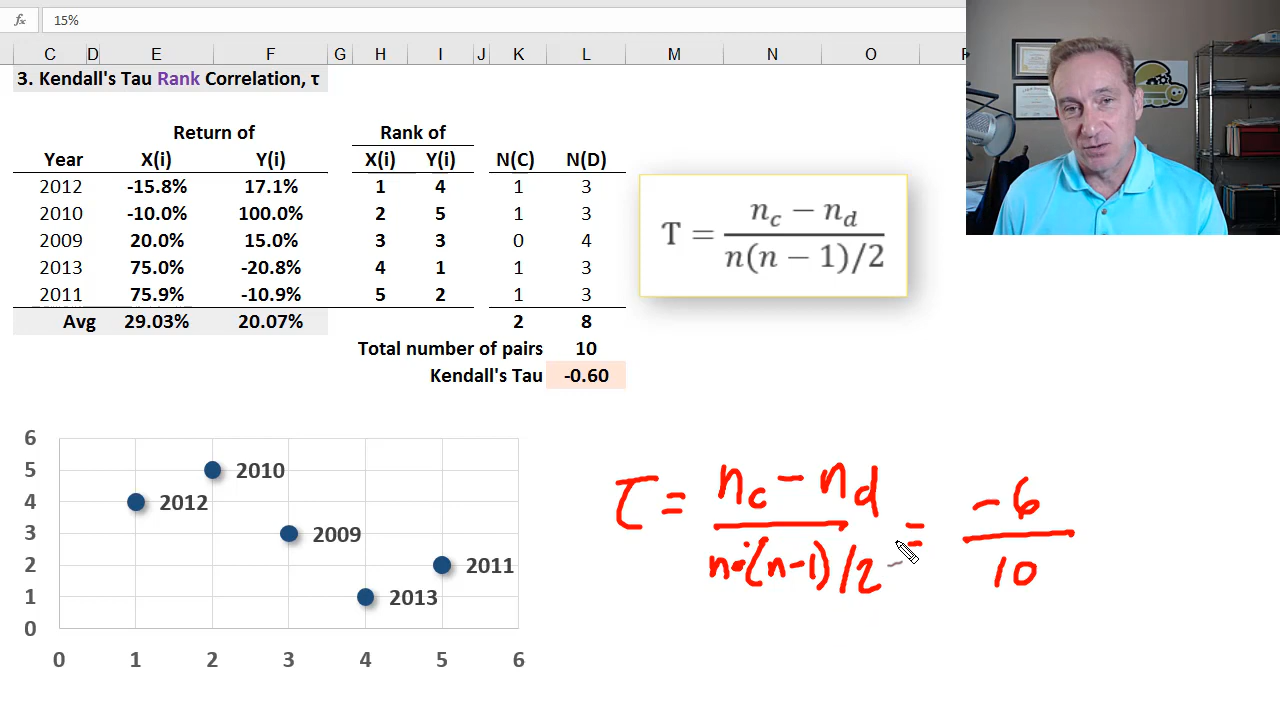 fx 15%
C D E F G H I J K L M N O P
3. Kendall's Tau Rank Correlation, τ
Return of Rank of
Year X(i) Y(i) X(i) Y(i) N(C) N(D)
2012 -15.8% 17.1% 1 4 1 3
2010 -10.0% 100.0% 2 5 1 3
2009 20.0% 15.0% 3 3 0 4
2013 75.0% -20.8% 4 1 1 3
2011 75.9% -10.9% 5 2 1 3
Avg 29.03% 20.07% 2 8
Total number of pairs 10
Kendall's Tau -0.60
Τ = (n_c − n_d) / (n(n − 1)/2)
6
5
4
3
2
1
0
2010
2012
2009
2011
2013
0 1 2 3 4 5 6
τ = (n_c − n_d) / (n·(n-1)/2) = -6 / 10